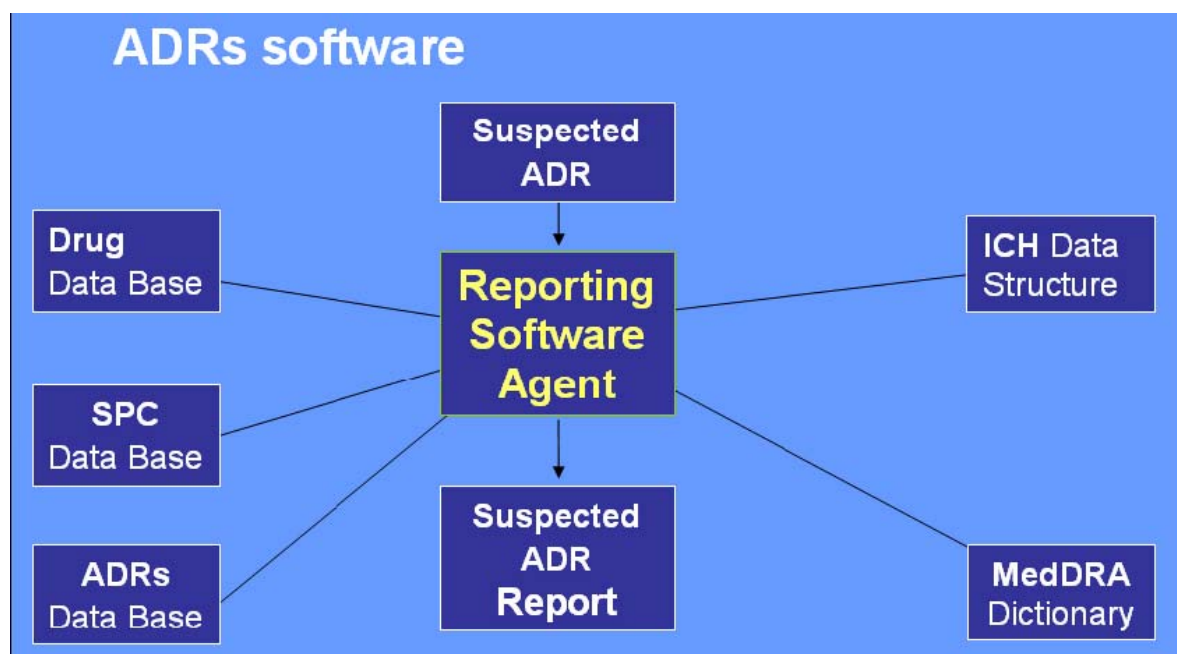 ADRs software
Suspected
ADR
Drug
Data Base
Reporting
Software
Agent
ICH Data
Structure
SPC
Data Base
Suspected
ADR
Report
ADRs
Data Base
MedDRA
Dictionary